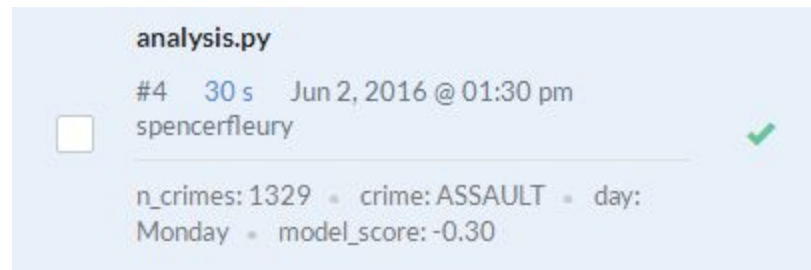 analysis.py
#4 30 s Jun 2, 2016 @ 01:30 pm
spencerfleury
n_crimes: 1329 • crime: ASSAULT • day:
Monday • model_score: -0.30